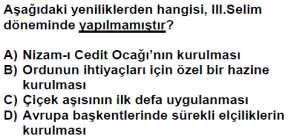 Aşağıdaki yeniliklerden hangisi, III.Selim
döneminde yapılmamıştır?
A) Nizam-ı Cedit Ocağı'nın kurulması
B) Ordunun ihtiyaçları için özel bir hazine
kurulması
C) Çiçek aşısının ilk defa uygulanması
D) Avrupa başkentlerinde sürekli elçiliklerin
kurulması